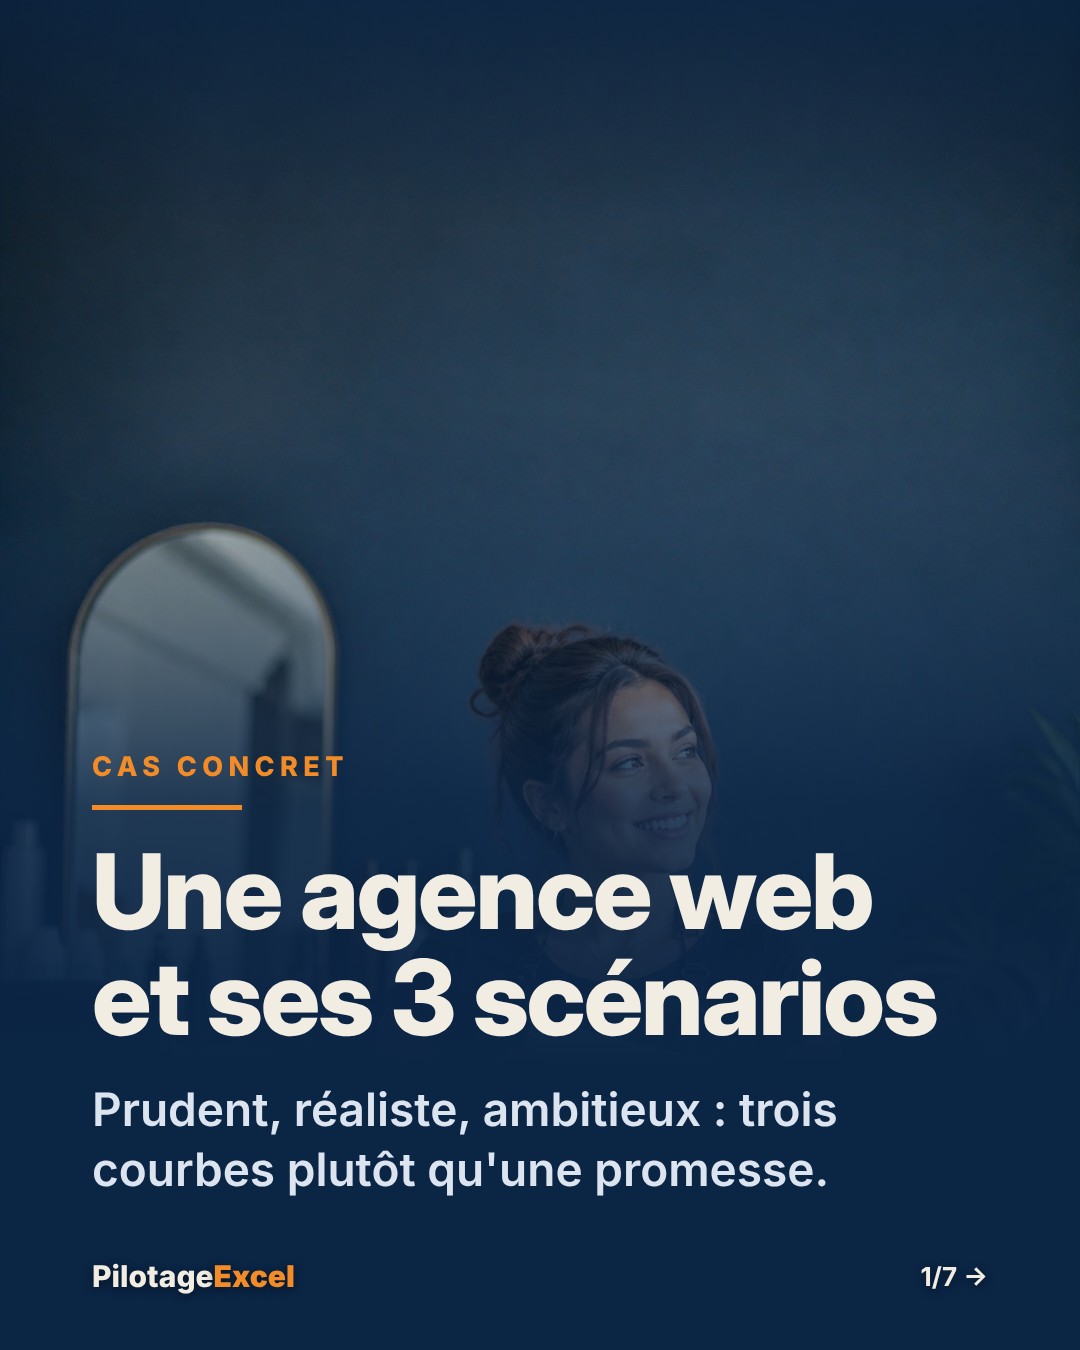 CAS CONCRET
Une agence web
et ses 3 scénarios
Prudent, réaliste, ambitieux : trois
courbes plutôt qu'une promesse.
PilotageExcel
1/7 →